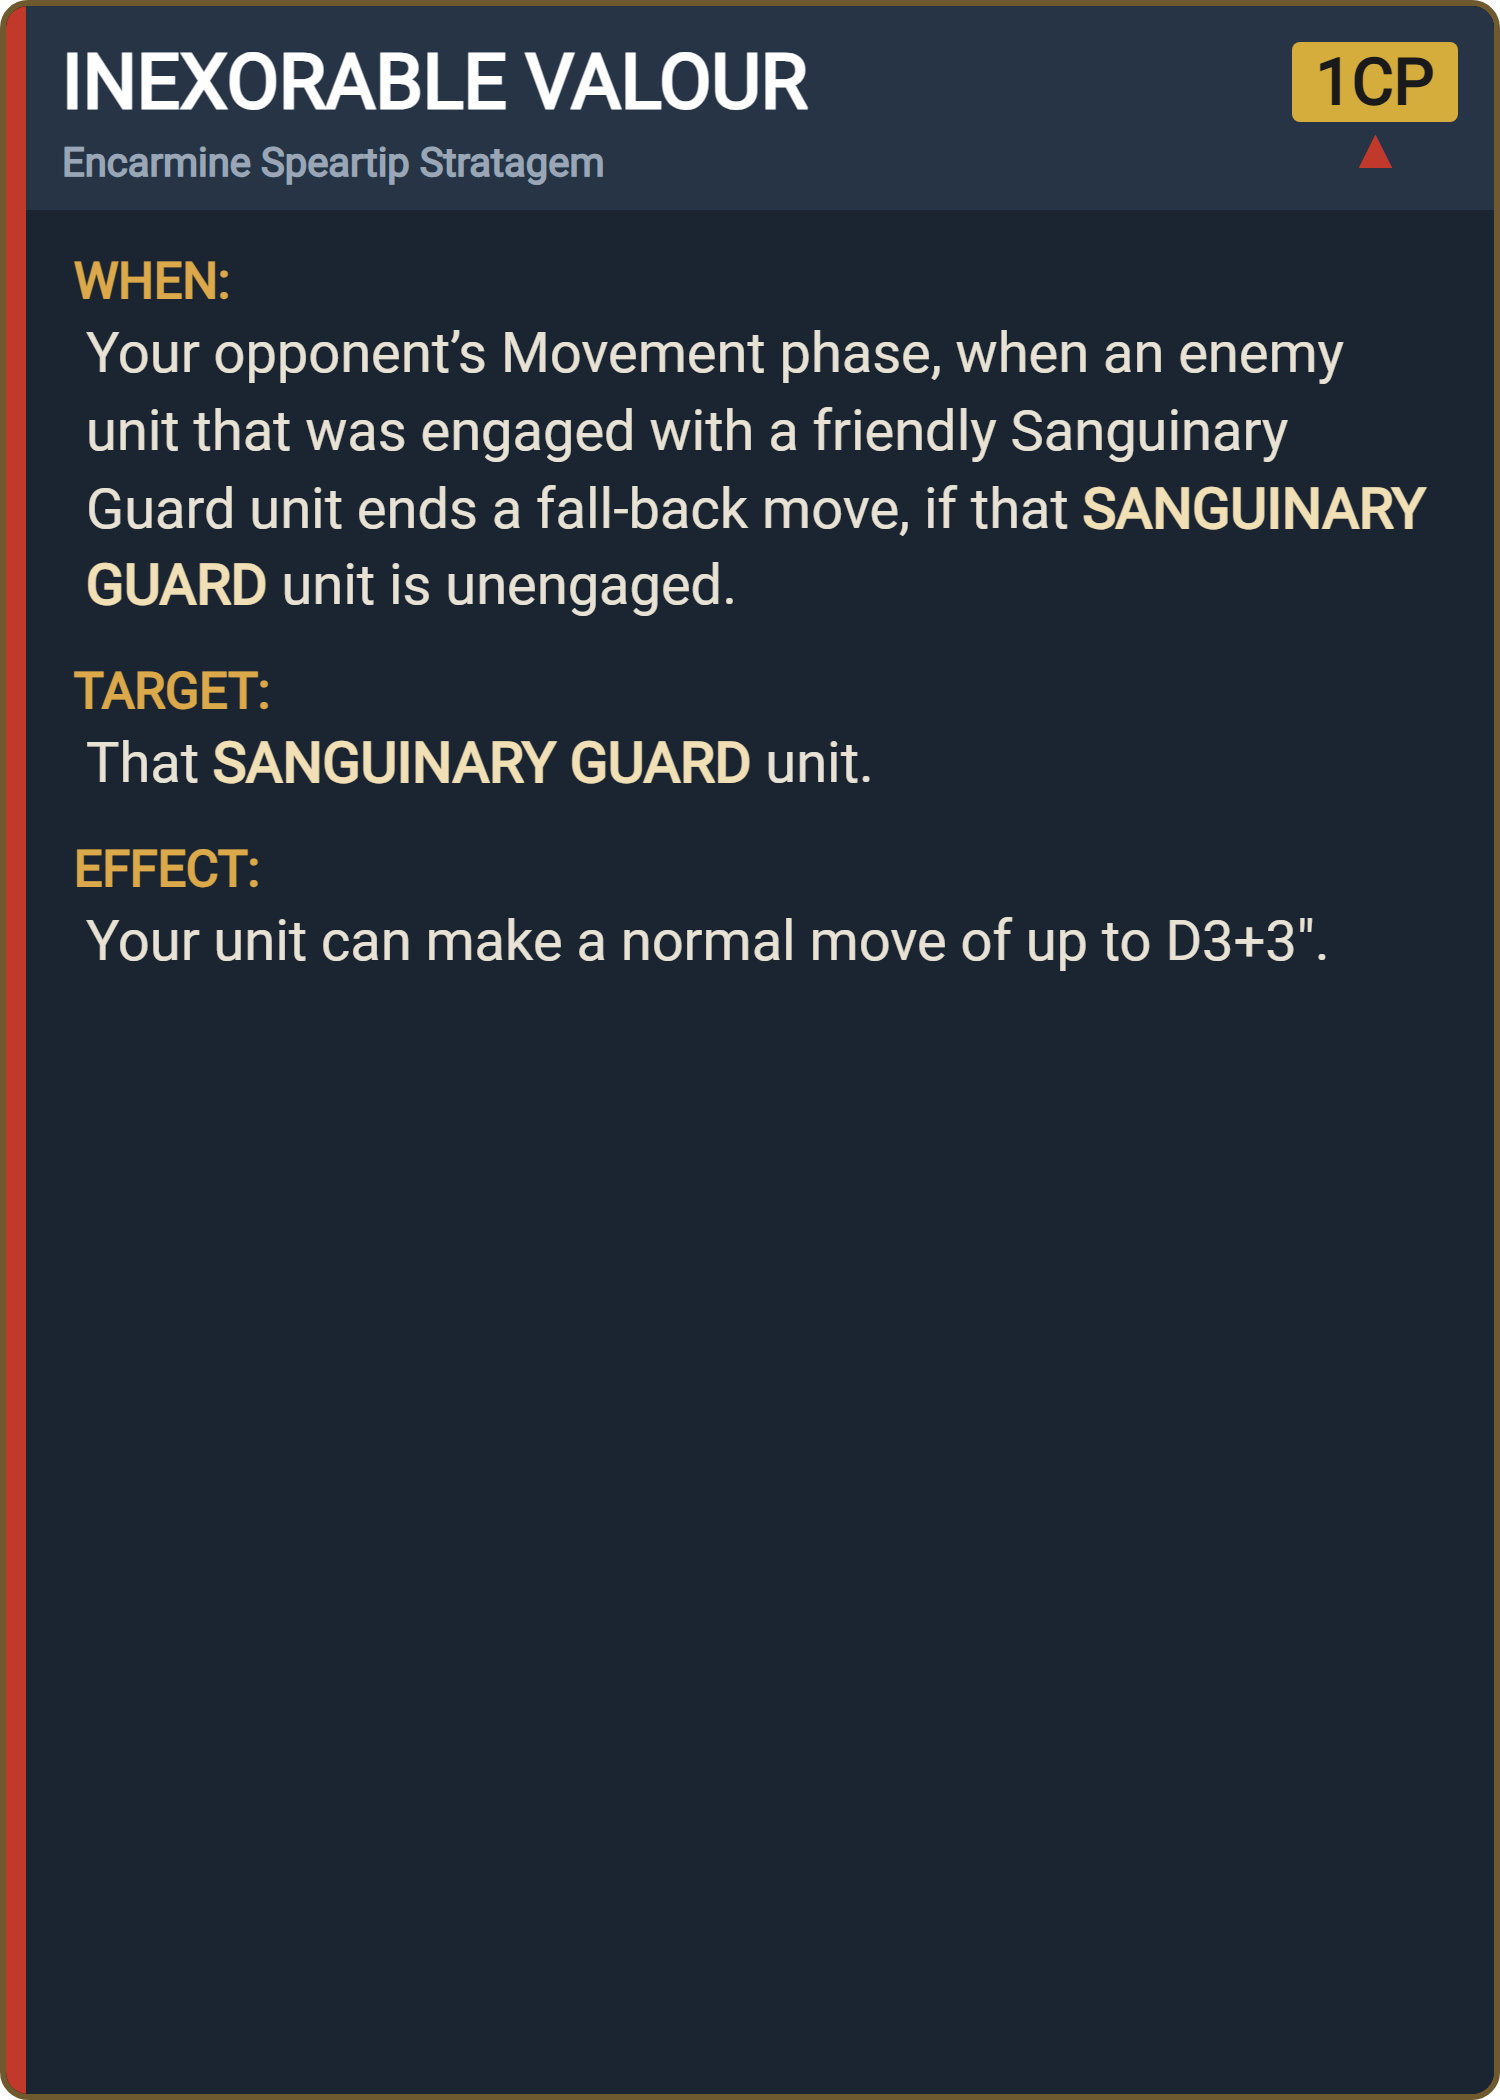 INEXORABLE VALOUR
1CP
Encarmine Speartip Stratagem
WHEN:
Your opponent’s Movement phase, when an enemy
unit that was engaged with a friendly Sanguinary
Guard unit ends a fall-back move, if that SANGUINARY
GUARD unit is unengaged.
TARGET:
That SANGUINARY GUARD unit.
EFFECT:
Your unit can make a normal move of up to D3+3".